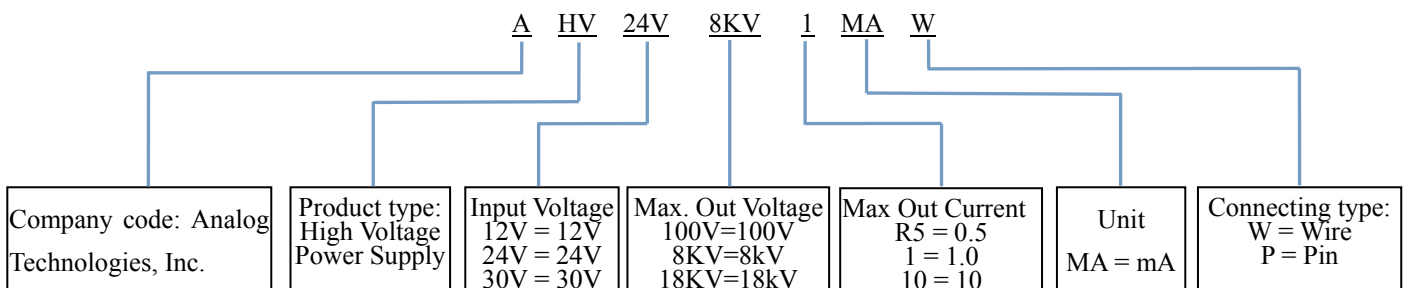 A HV 24V 8KV 1 MA W
Company code: Analog
Technologies, Inc.
Product type:
High Voltage
Power Supply
Input Voltage
12V = 12V
24V = 24V
30V = 30V
Max. Out Voltage
100V=100V
8KV=8kV
18KV=18kV
Max Out Current
R5 = 0.5
1 = 1.0
10 = 10
Unit
MA = mA
Connecting type:
W = Wire
P = Pin